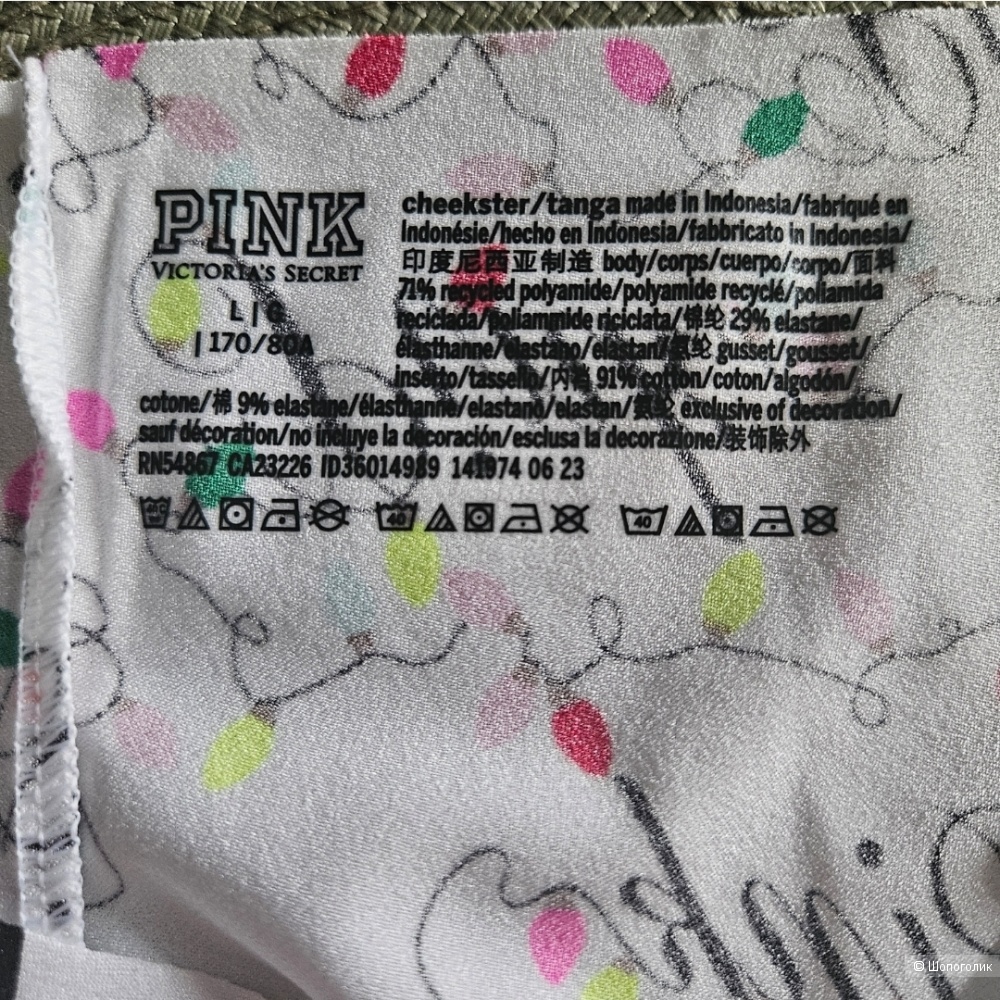 PINK
VICTORIA'S SECRET
L | G
| 170/80A
cheekster/tanga made in Indonesia/fabriqué en
Indonésie/hecho en Indonesia/fabbricato in Indonesia/
印度尼西亚制造 body/corps/cuerpo/corpo/面料
71% recycled polyamide/polyamide recyclé/poliamida
reciclada/poliammide riciclata/锦纶 29% elastane/
élasthanne/elastano/elastan/氨纶 gusset/gousset/
inserto/tassello/内裆 91% cotton/coton/algodón/
cotone/棉 9% elastane/élasthanne/elastano/elastan/氨纶 exclusive of decoration/
sauf décoration/no incluye la decoración/esclusa la decorazione/装饰除外
RN54867 CA23226 ID36014989 141974 06 23
40 40
© Шопоголик